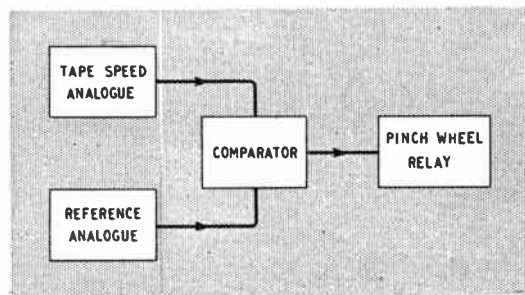 TAPE SPEED
ANALOGUE
COMPARATOR
PINCH WHEEL
RELAY
REFERENCE
ANALOGUE